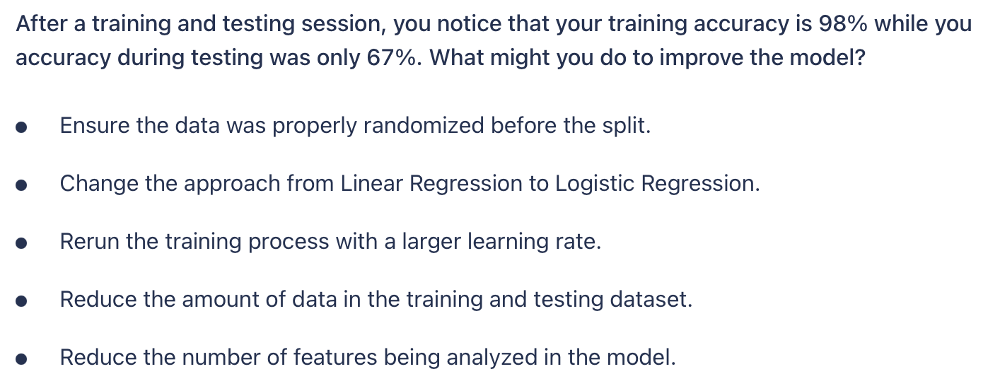 After a training and testing session, you notice that your training accuracy is 98% while you
accuracy during testing was only 67%. What might you do to improve the model?
● Ensure the data was properly randomized before the split.
● Change the approach from Linear Regression to Logistic Regression.
● Rerun the training process with a larger learning rate.
● Reduce the amount of data in the training and testing dataset.
● Reduce the number of features being analyzed in the model.